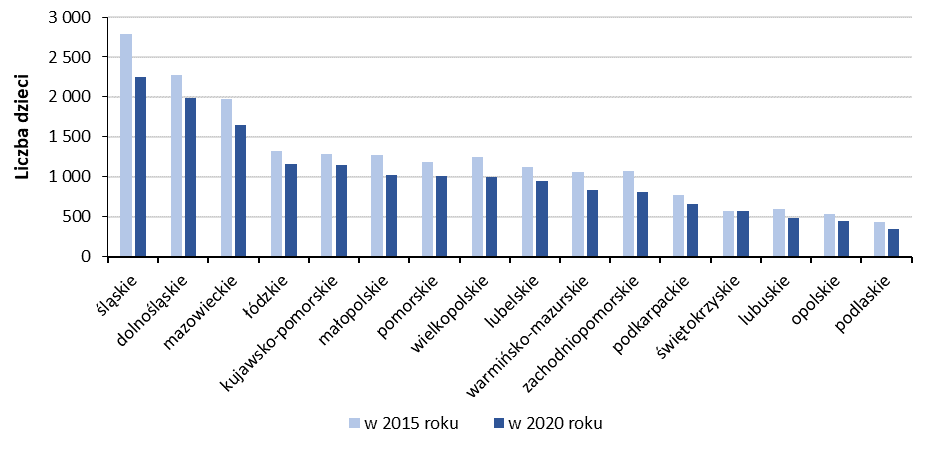 3 000
2 500
2 000
1 500
1 000
500
0
Liczba dzieci
śląskie
dolnośląskie
mazowieckie
łódzkie
kujawsko-pomorskie
małopolskie
pomorskie
wielkopolskie
lubelskie
warmińsko-mazurskie
zachodniopomorskie
podkarpackie
świętokrzyskie
lubuskie
opolskie
podlaskie
w 2015 roku
w 2020 roku